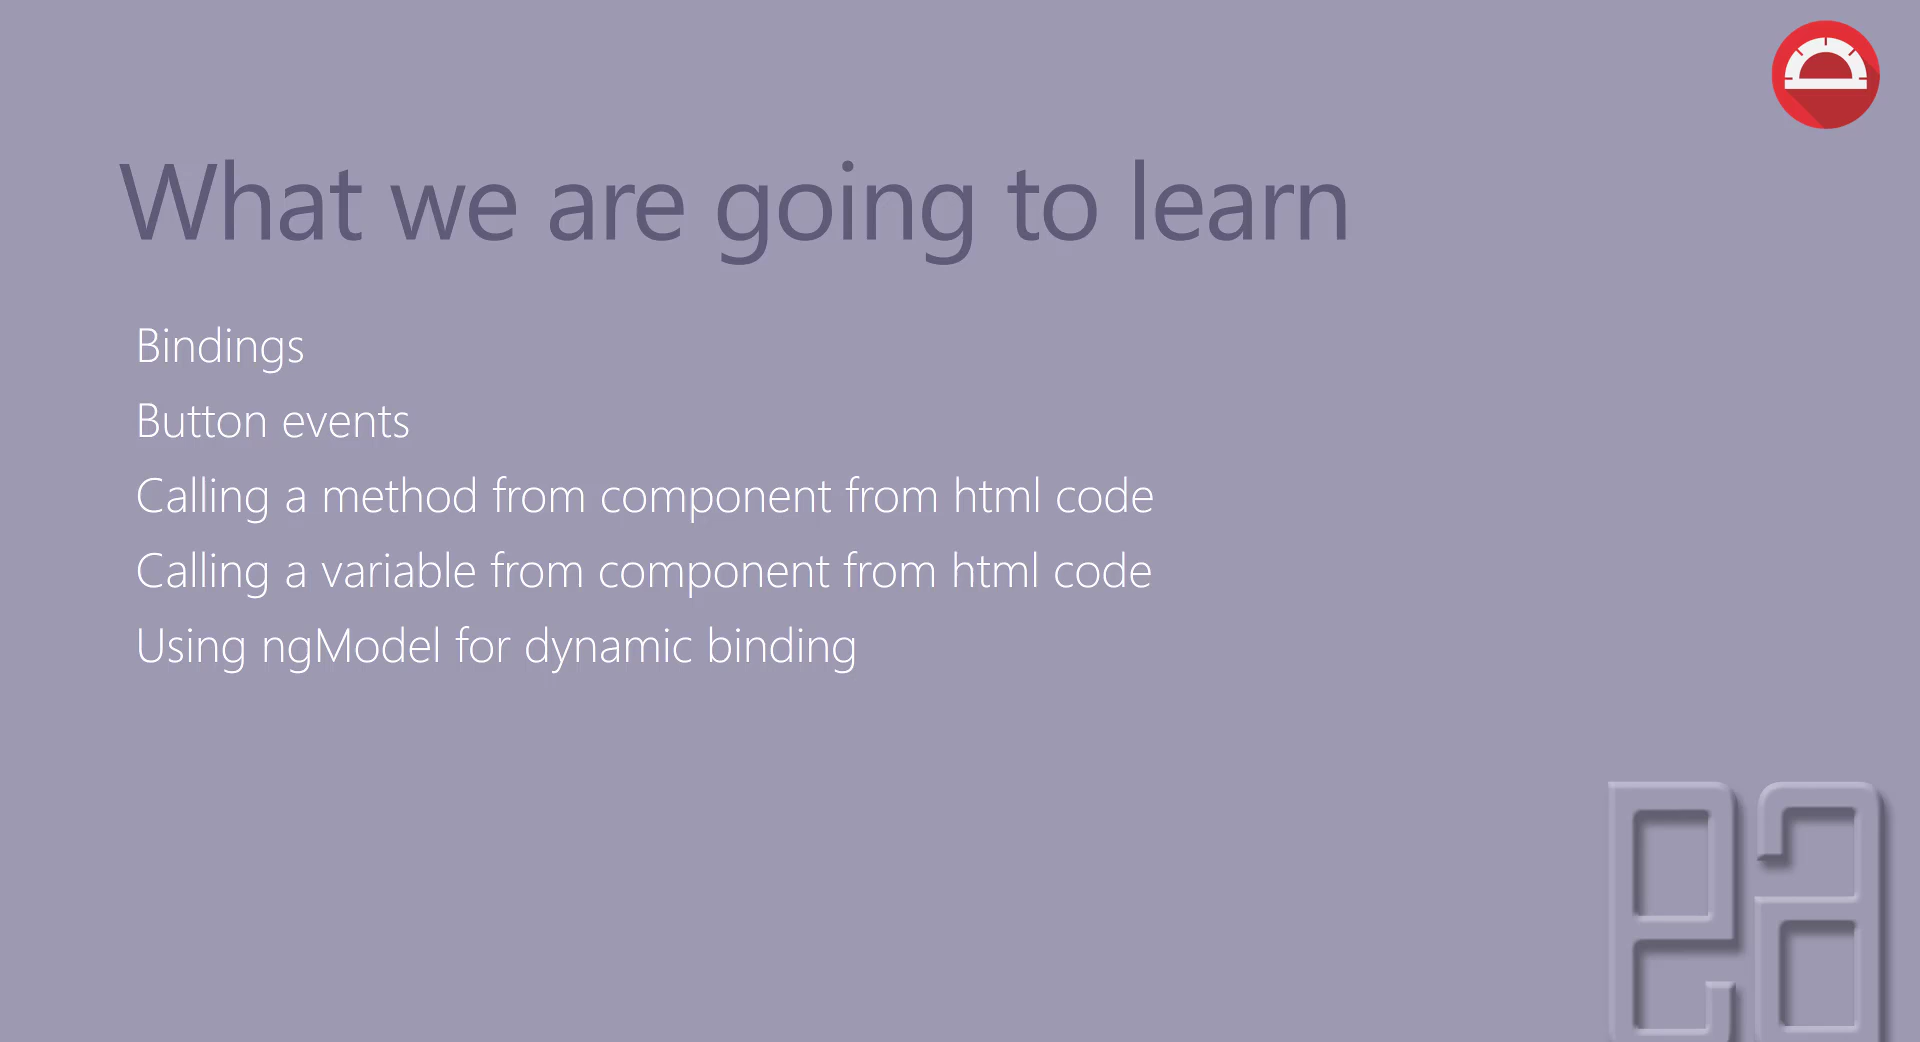 What we are going to learn
Bindings
Button events
Calling a method from component from html code
Calling a variable from component from html code
Using ngModel for dynamic binding
ea